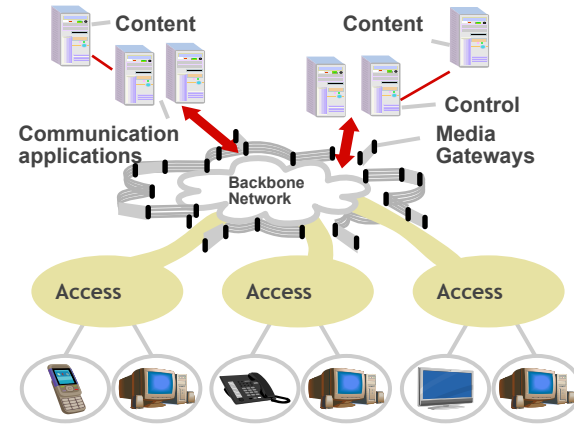 Content
Content
Control
Communication
applications
Media
Gateways
Backbone
Network
Access
Access
Access